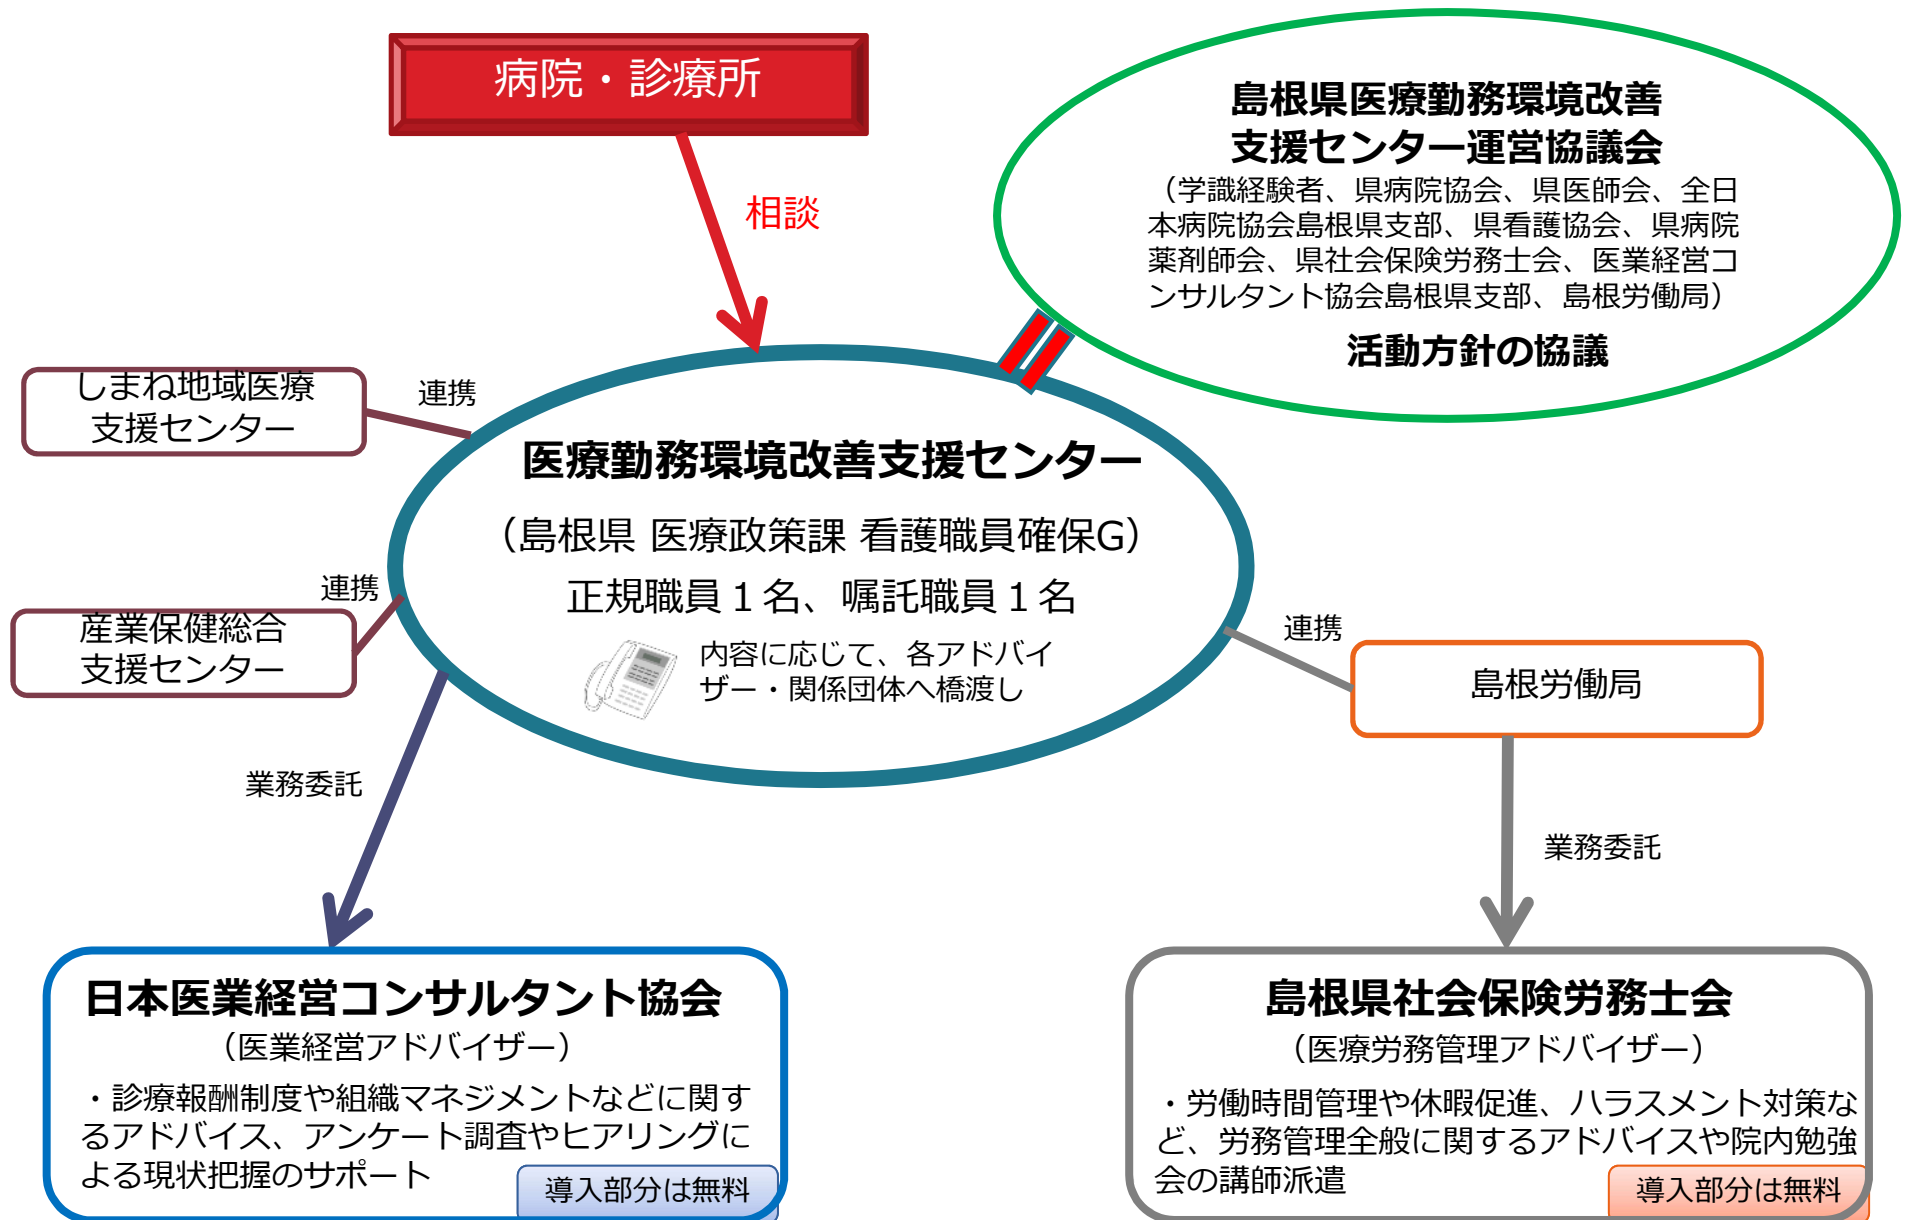 病院・診療所
相談
島根県医療勤務環境改善
支援センター運営協議会
（学識経験者、県病院協会、県医師会、全日
本病院協会島根県支部、県看護協会、県病院
薬剤師会、県社会保険労務士会、医業経営コ
ンサルタント協会島根県支部、島根労働局）
活動方針の協議
しまね地域医療
支援センター
連携
医療勤務環境改善支援センター
（島根県 医療政策課 看護職員確保G）
正規職員１名、嘱託職員１名
内容に応じて、各アドバイ
ザー・関係団体へ橋渡し
連携
産業保健総合
支援センター
連携
島根労働局
業務委託
業務委託
日本医業経営コンサルタント協会
（医業経営アドバイザー）
・診療報酬制度や組織マネジメントなどに関す
るアドバイス、アンケート調査やヒアリングに
よる現状把握のサポート
導入部分は無料
島根県社会保険労務士会
（医療労務管理アドバイザー）
・労働時間管理や休暇促進、ハラスメント対策な
ど、労務管理全般に関するアドバイスや院内勉強
会の講師派遣
導入部分は無料